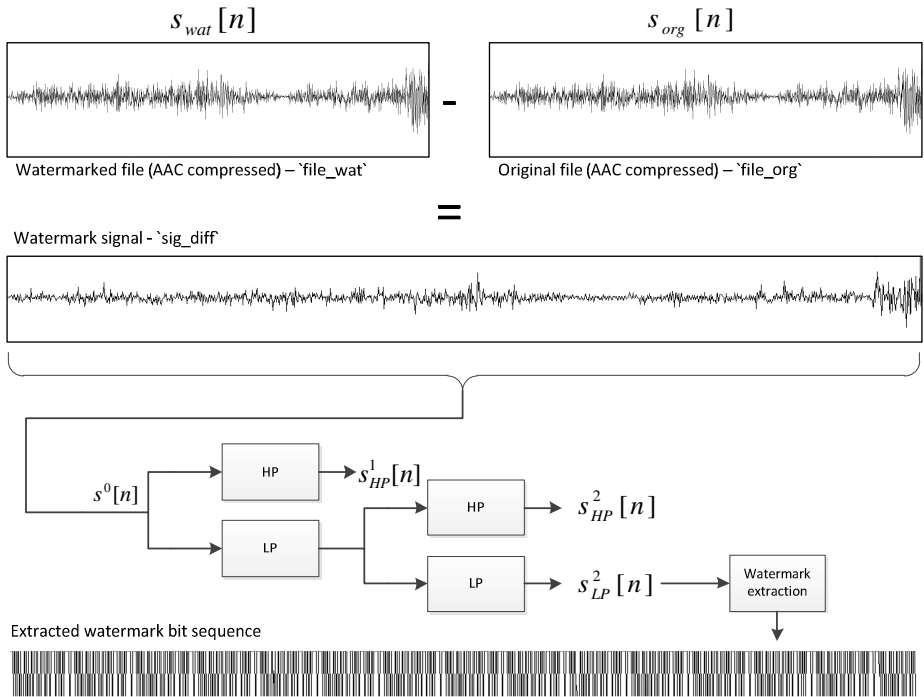 s_wat[n]
s_org[n]
-
Watermarked file (AAC compressed) – `file_wat`
Original file (AAC compressed) – `file_org`
=
Watermark signal - `sig_diff`
HP
s^1_HP[n]
s^0[n]
HP
s^2_HP[n]
LP
LP
s^2_LP[n]
Watermark
extraction
Extracted watermark bit sequence